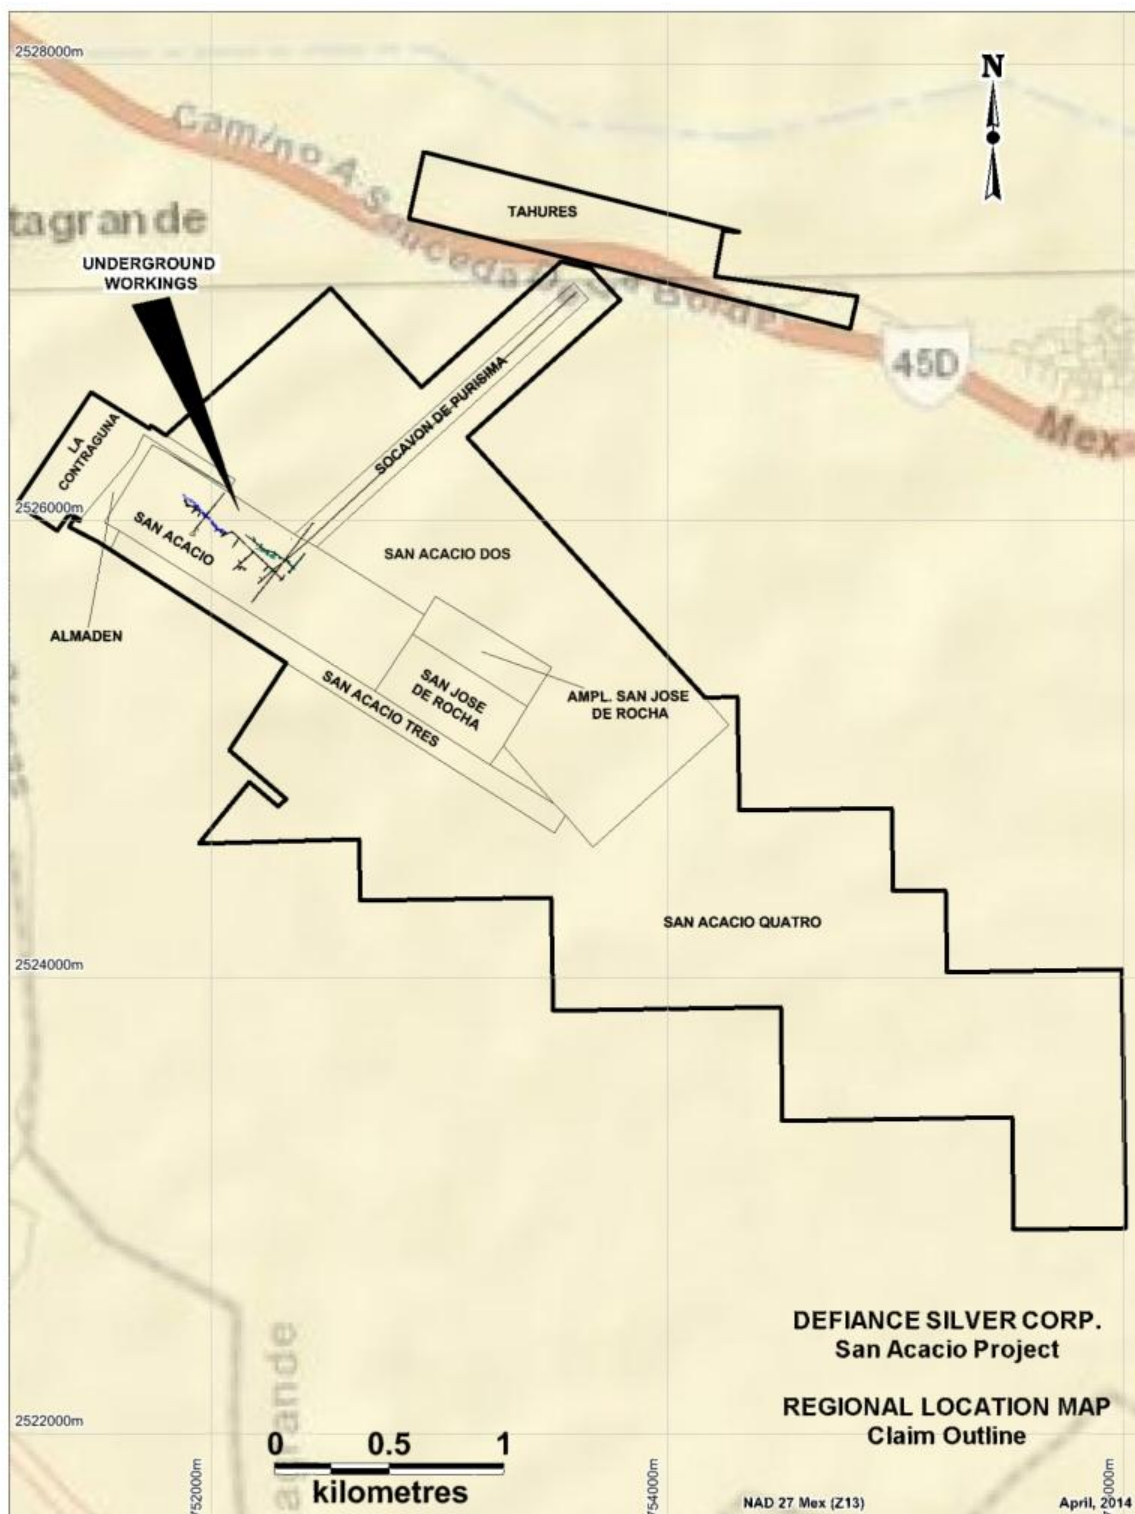 2528000m
N
Camino A Sauceda De La Borda
tagrande
TAHURES
UNDERGROUND
WORKINGS
45D
Mex
SOCAVON DE PURISIMA
LA
CONTRAGUNA
2526000m
SAN ACACIO
SAN ACACIO DOS
ALMADEN
SAN JOSE
DE ROCHA
AMPL. SAN JOSE
DE ROCHA
SAN ACACIO TRES
SAN ACACIO QUATRO
2524000m
DEFIANCE SILVER CORP.
San Acacio Project
REGIONAL LOCATION MAP
Claim Outline
2522000m
agrande
0 0.5 1
kilometres
752000m
754000m
NAD 27 Mex (Z13)
April, 2014